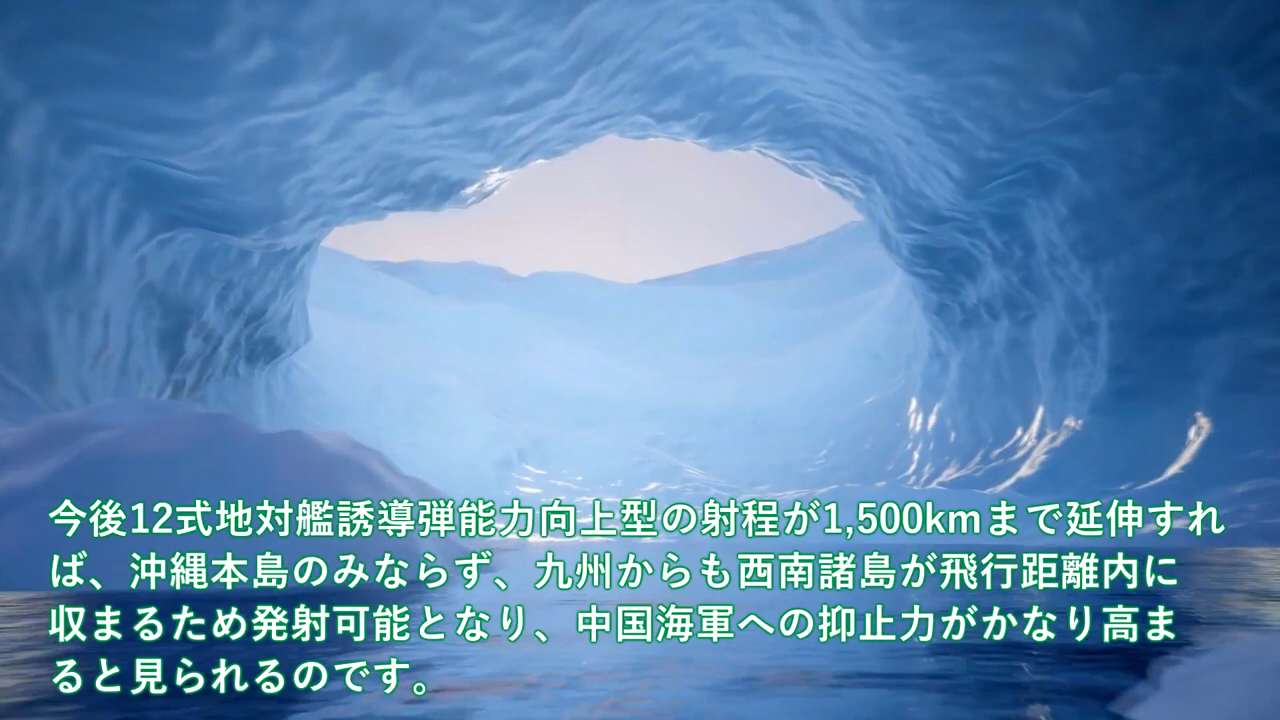 今後12式地対艦誘導弾能力向上型の射程が1,500kmまで延伸すれ
ば、沖縄本島のみならず、九州からも西南諸島が飛行距離内に
収まるため発射可能となり、中国海軍への抑止力がかなり高ま
ると見られるのです。